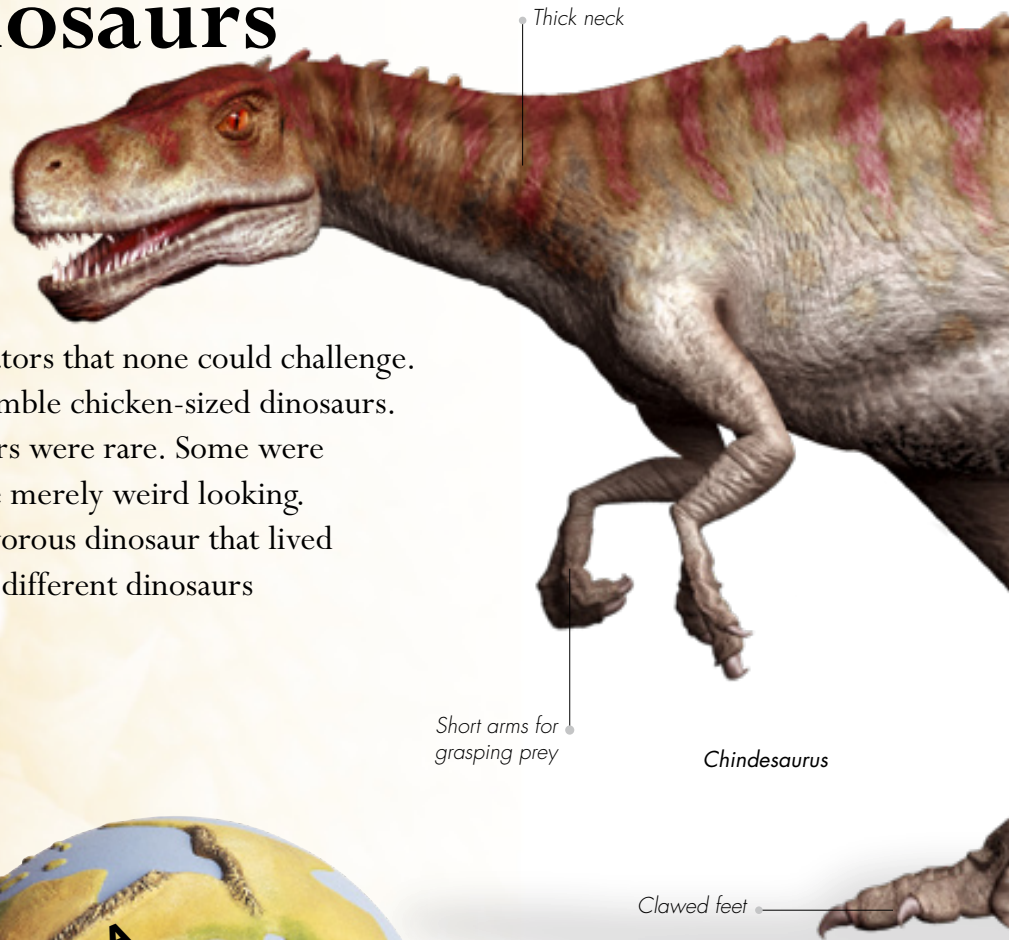 osaurs
Thick neck
tors that none could challenge.
mble chicken-sized dinosaurs.
rs were rare. Some were
e merely weird looking.
vorous dinosaur that lived
different dinosaurs
Short arms for
grasping prey
Chindesaurus
Clawed feet
A